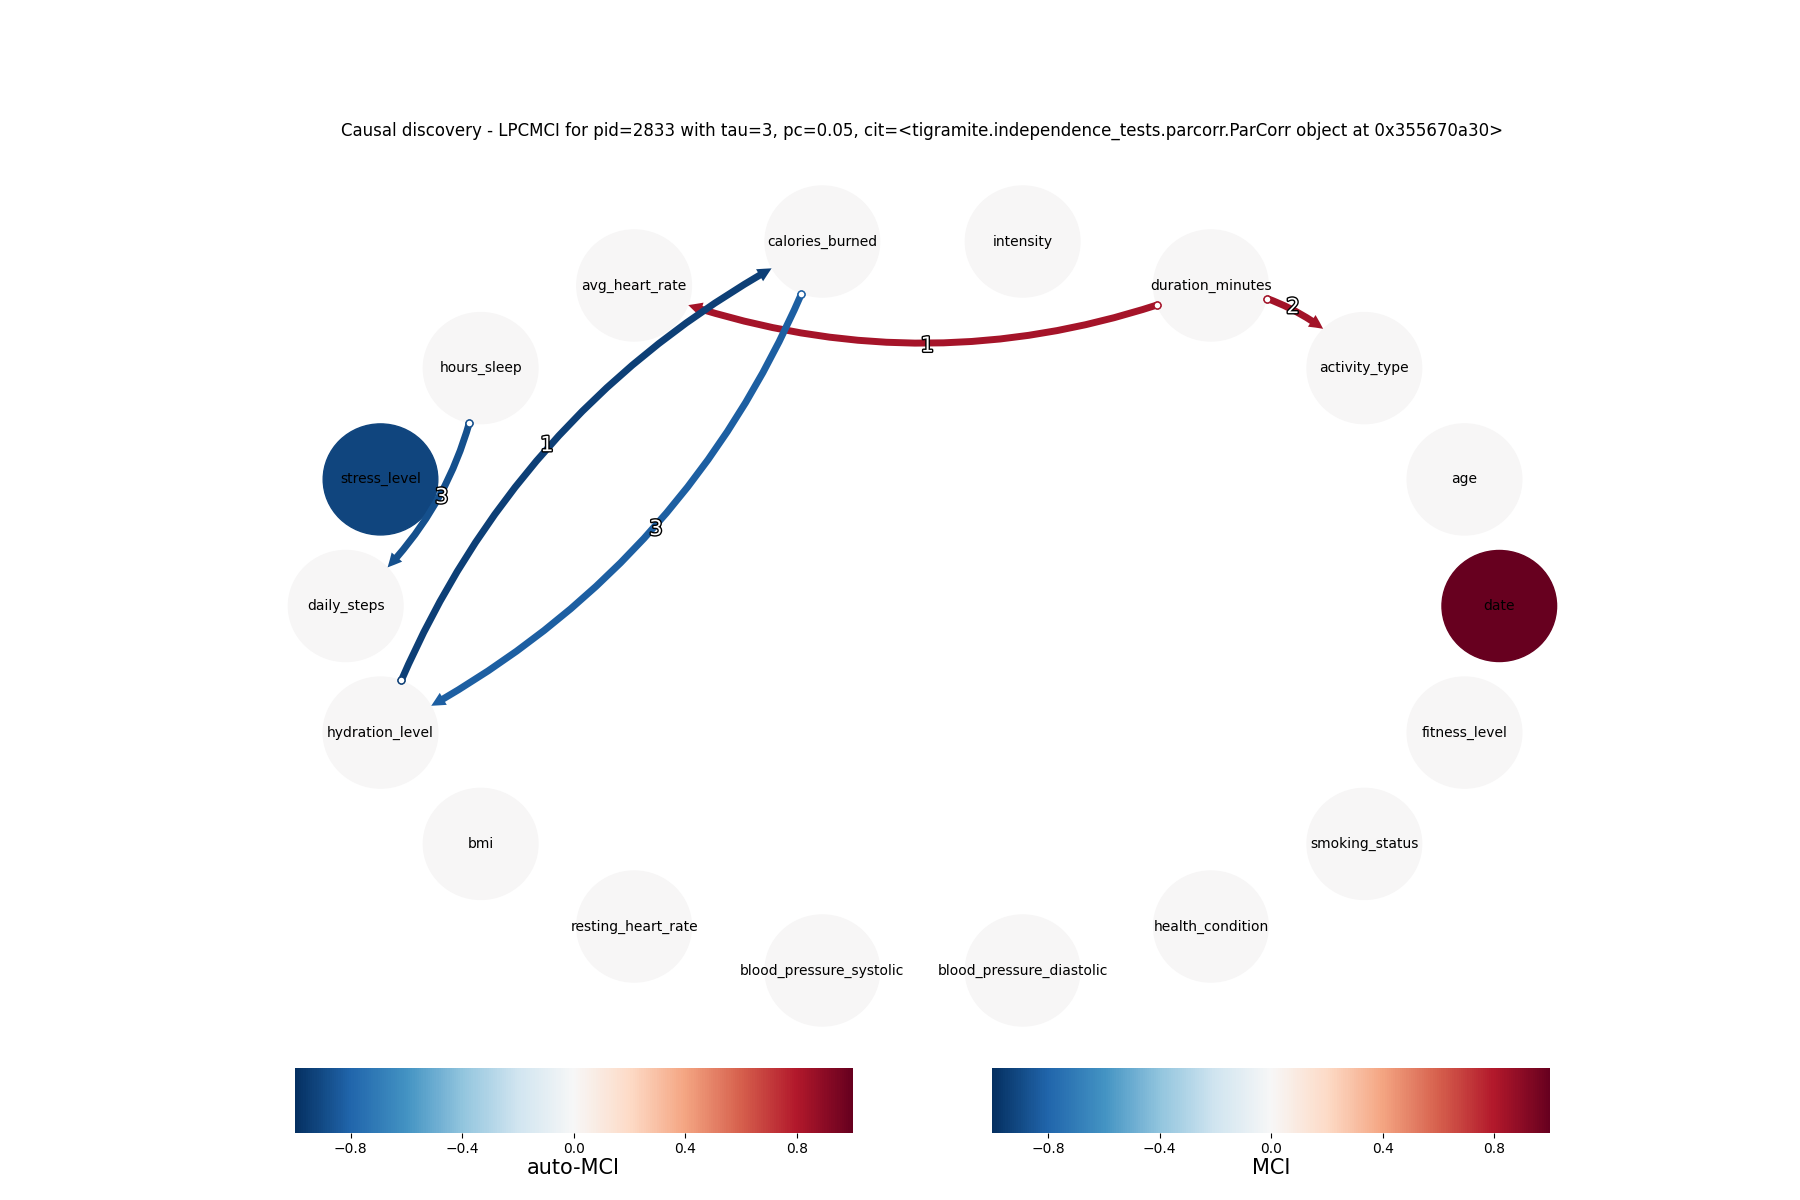 Causal discovery - LPCMCI for pid=2833 with tau=3, pc=0.05, cit=<tigramite.independence_tests.parcorr.ParCorr object at 0x355670a30>
calories_burned
intensity
avg_heart_rate
duration_minutes
2
1
hours_sleep
activity_type
1
stress_level
3
age
3
daily_steps
date
hydration_level
fitness_level
bmi
smoking_status
resting_heart_rate
health_condition
blood_pressure_systolic
blood_pressure_diastolic
−0.8 −0.4 0.0 0.4 0.8
auto-MCI
−0.8 −0.4 0.0 0.4 0.8
MCI